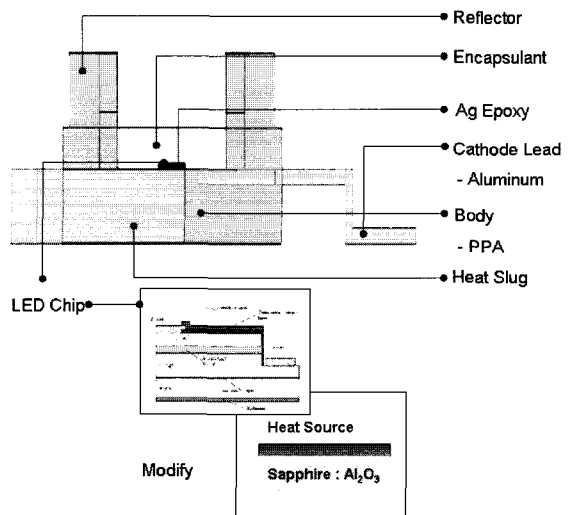 Reflector
Encapsulant
Ag Epoxy
Cathode Lead
- Aluminum
Body
- PPA
Heat Slug
LED Chip
Heat Source
Modify
Sapphire : Al₂O₃